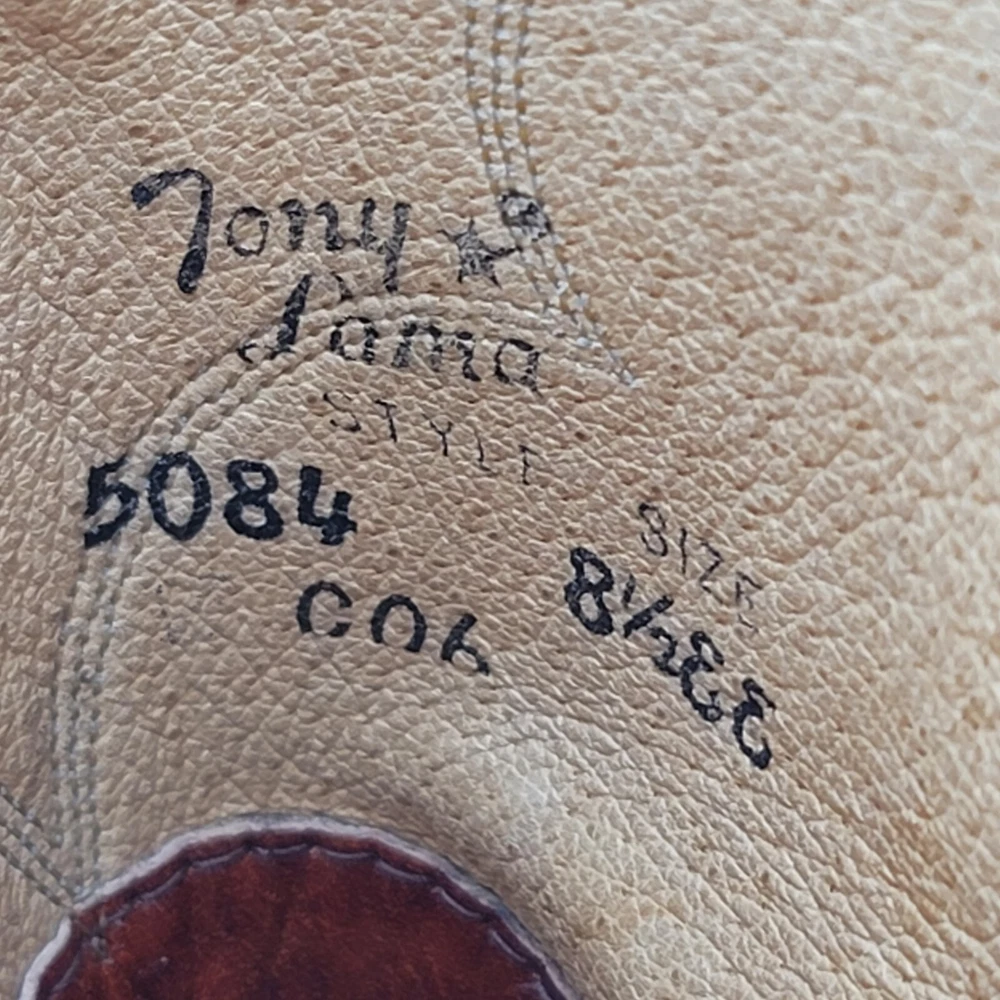 Tony
Lama
STYLE
5084
SIZE
8½EE
C06